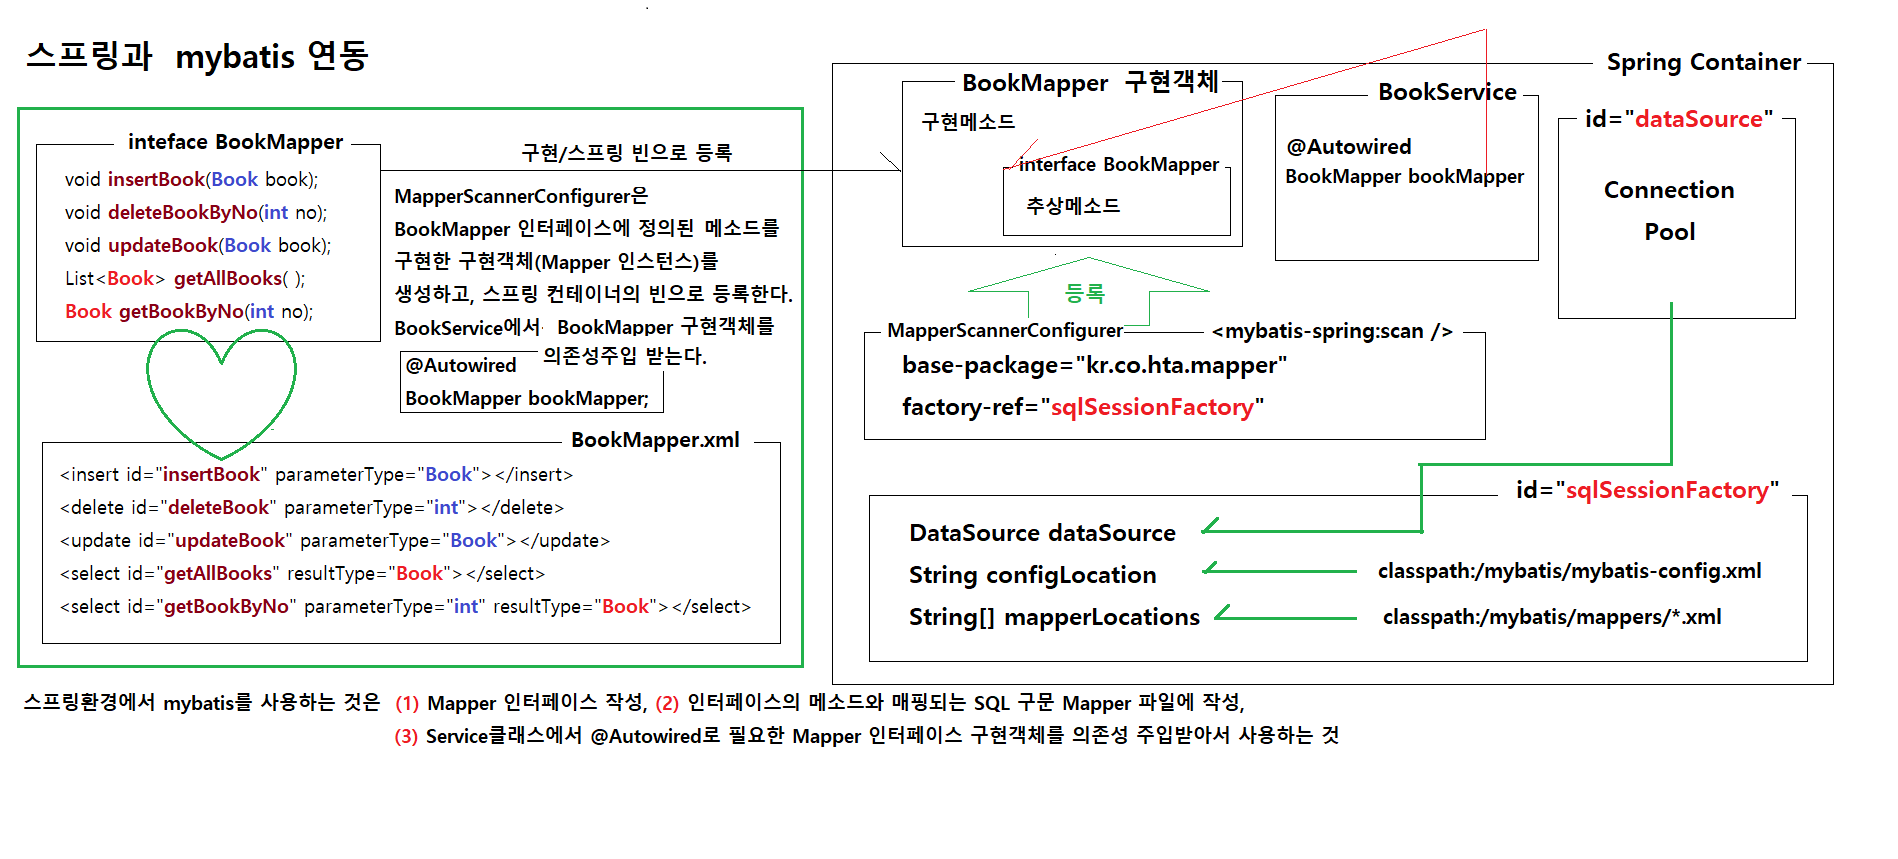 스프링과 mybatis 연동
inteface BookMapper
void insertBook(Book book);
void deleteBookByNo(int no);
void updateBook(Book book);
List<Book> getAllBooks( );
Book getBookByNo(int no);
구현/스프링 빈으로 등록
MapperScannerConfigurer은
BookMapper 인터페이스에 정의된 메소드를
구현한 구현객체(Mapper 인스턴스)를
생성하고, 스프링 컨테이너의 빈으로 등록한다.
BookService에서 BookMapper 구현객체를
의존성주입 받는다.
@Autowired
BookMapper bookMapper;
BookMapper.xml
<insert id="insertBook" parameterType="Book"></insert>
<delete id="deleteBook" parameterType="int"></delete>
<update id="updateBook" parameterType="Book"></update>
<select id="getAllBooks" resultType="Book"></select>
<select id="getBookByNo" parameterType="int" resultType="Book"></select>
Spring Container
BookMapper 구현객체
구현메소드
interface BookMapper
추상메소드
BookService
@Autowired
BookMapper bookMapper
id="dataSource"
Connection
Pool
등록
MapperScannerConfigurer
<mybatis-spring:scan />
base-package="kr.co.hta.mapper"
factory-ref="sqlSessionFactory"
id="sqlSessionFactory"
DataSource dataSource
String configLocation
classpath:/mybatis/mybatis-config.xml
String[] mapperLocations
classpath:/mybatis/mappers/*.xml
스프링환경에서 mybatis를 사용하는 것은 (1) Mapper 인터페이스 작성, (2) 인터페이스의 메소드와 매핑되는 SQL 구문 Mapper 파일에 작성,
(3) Service클래스에서 @Autowired로 필요한 Mapper 인터페이스 구현객체를 의존성 주입받아서 사용하는 것